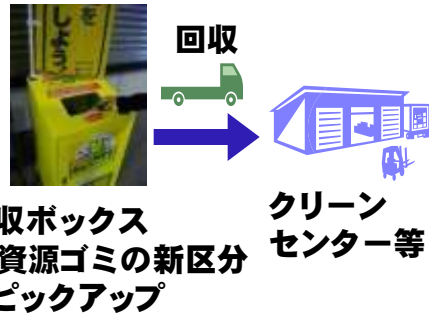 を
しよう
回収
収ボックス
資源ゴミの新区分
ピックアップ
クリーン
センター等